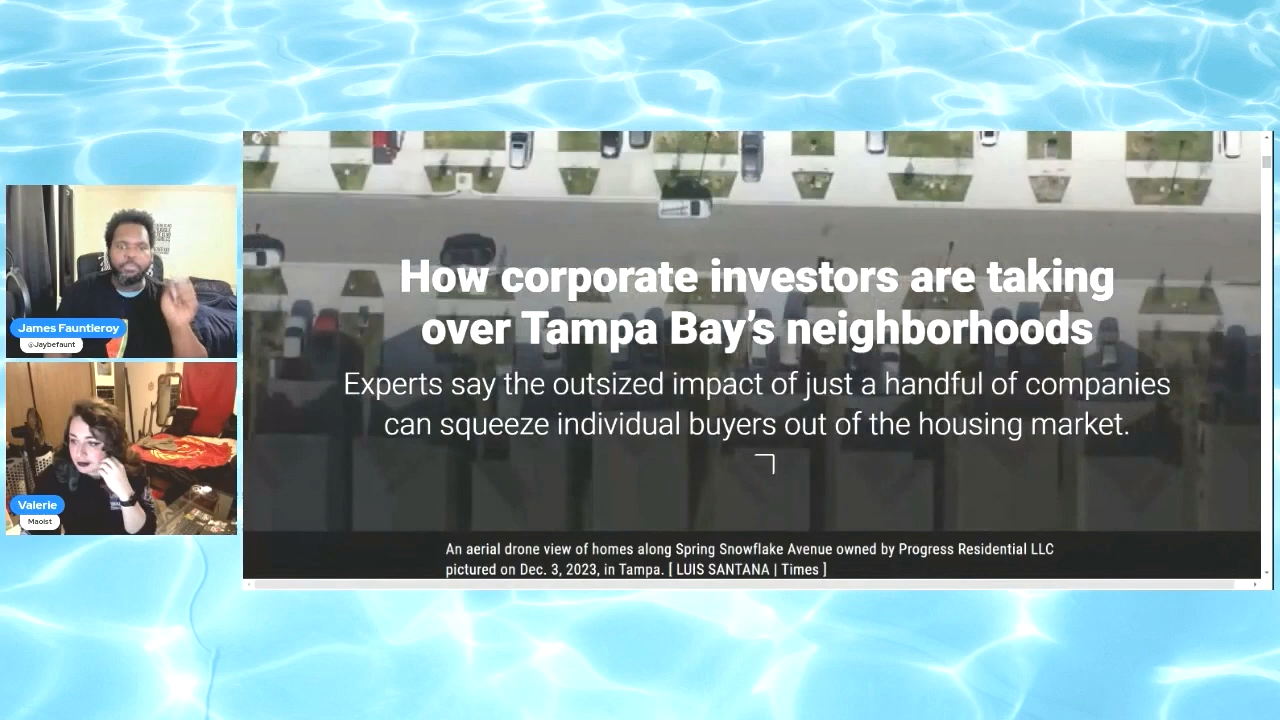 James Fauntleroy
@Jaybefaunt
Valerie
Maoist
How corporate investors are taking
over Tampa Bay’s neighborhoods
Experts say the outsized impact of just a handful of companies
can squeeze individual buyers out of the housing market.
An aerial drone view of homes along Spring Snowflake Avenue owned by Progress Residential LLC
pictured on Dec. 3, 2023, in Tampa. [ LUIS SANTANA | Times ]